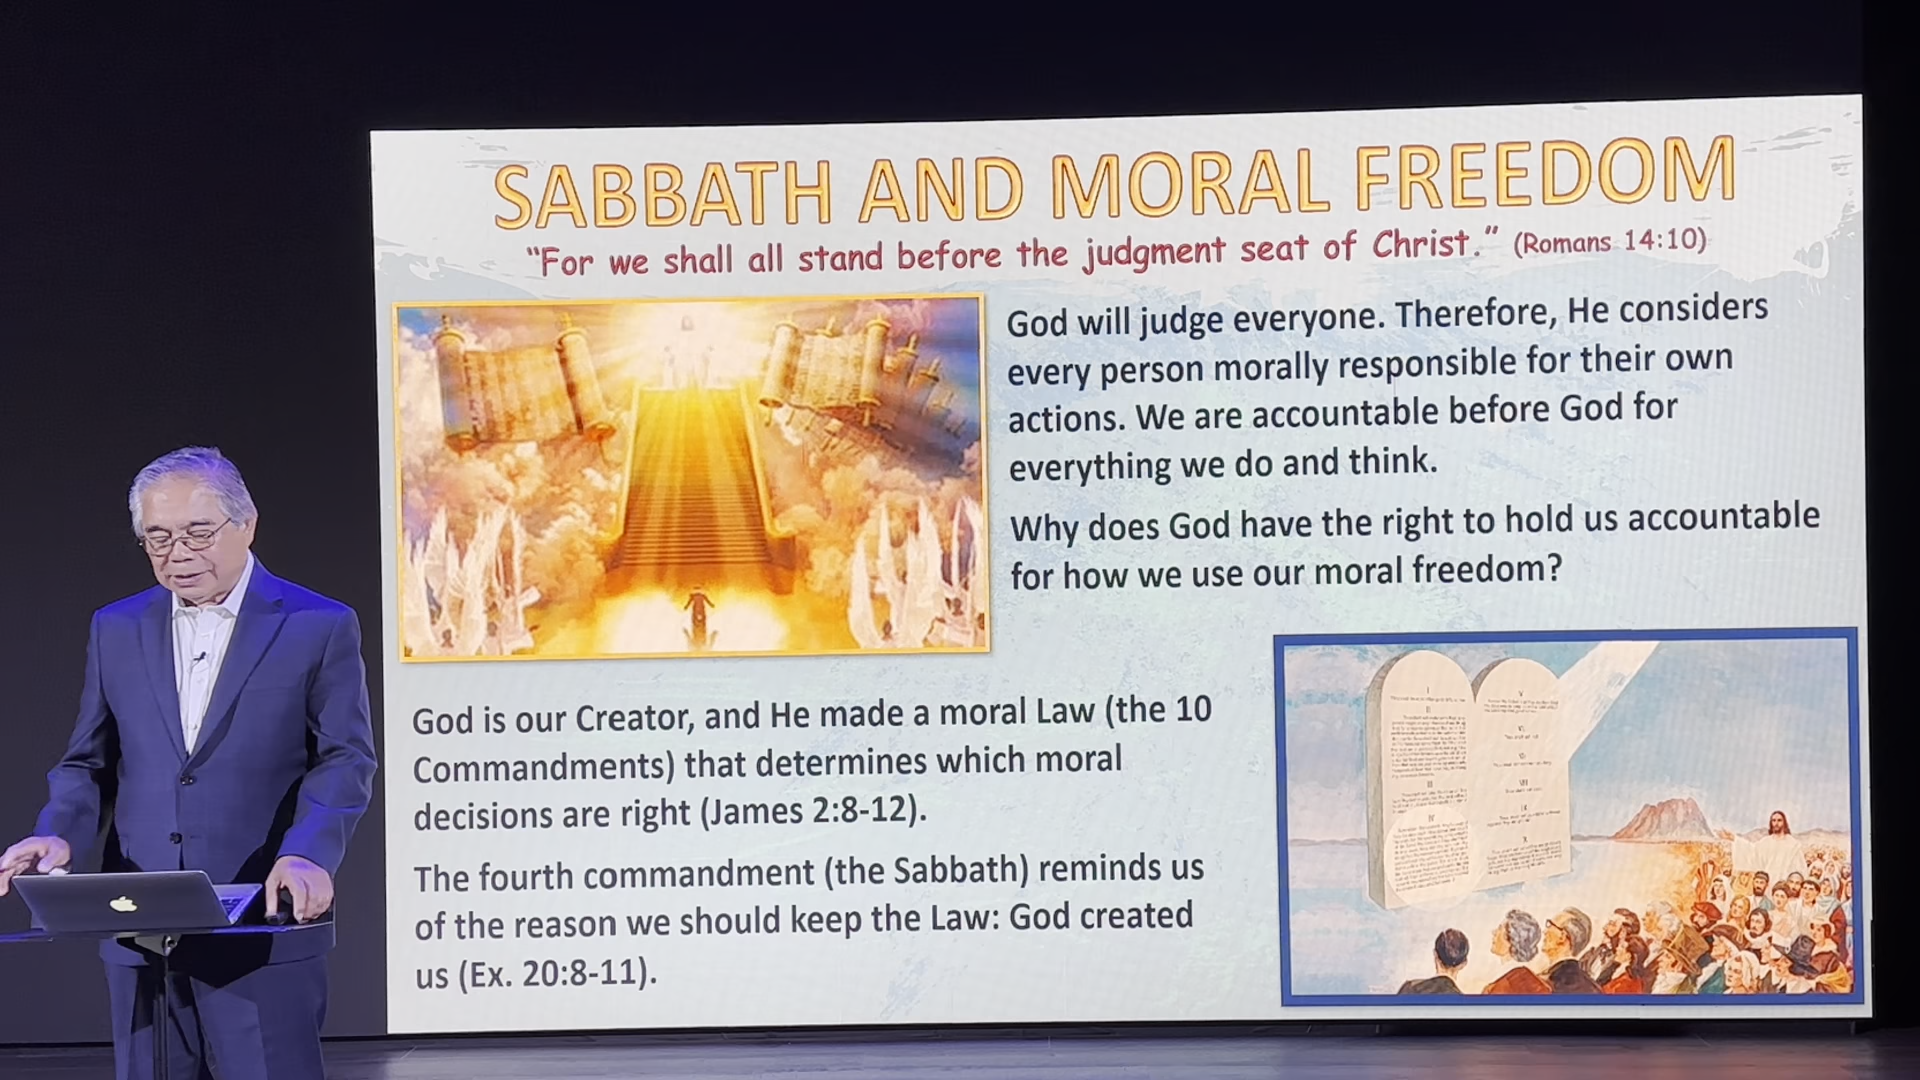 SABBATH AND MORAL FREEDOM
"For we shall all stand before the judgment seat of Christ." (Romans 14:10)
God will judge everyone. Therefore, He considers
every person morally responsible for their own
actions. We are accountable before God for
everything we do and think.
Why does God have the right to hold us accountable
for how we use our moral freedom?
God is our Creator, and He made a moral Law (the 10
Commandments) that determines which moral
decisions are right (James 2:8-12).
The fourth commandment (the Sabbath) reminds us
of the reason we should keep the Law: God created
us (Ex. 20:8-11).